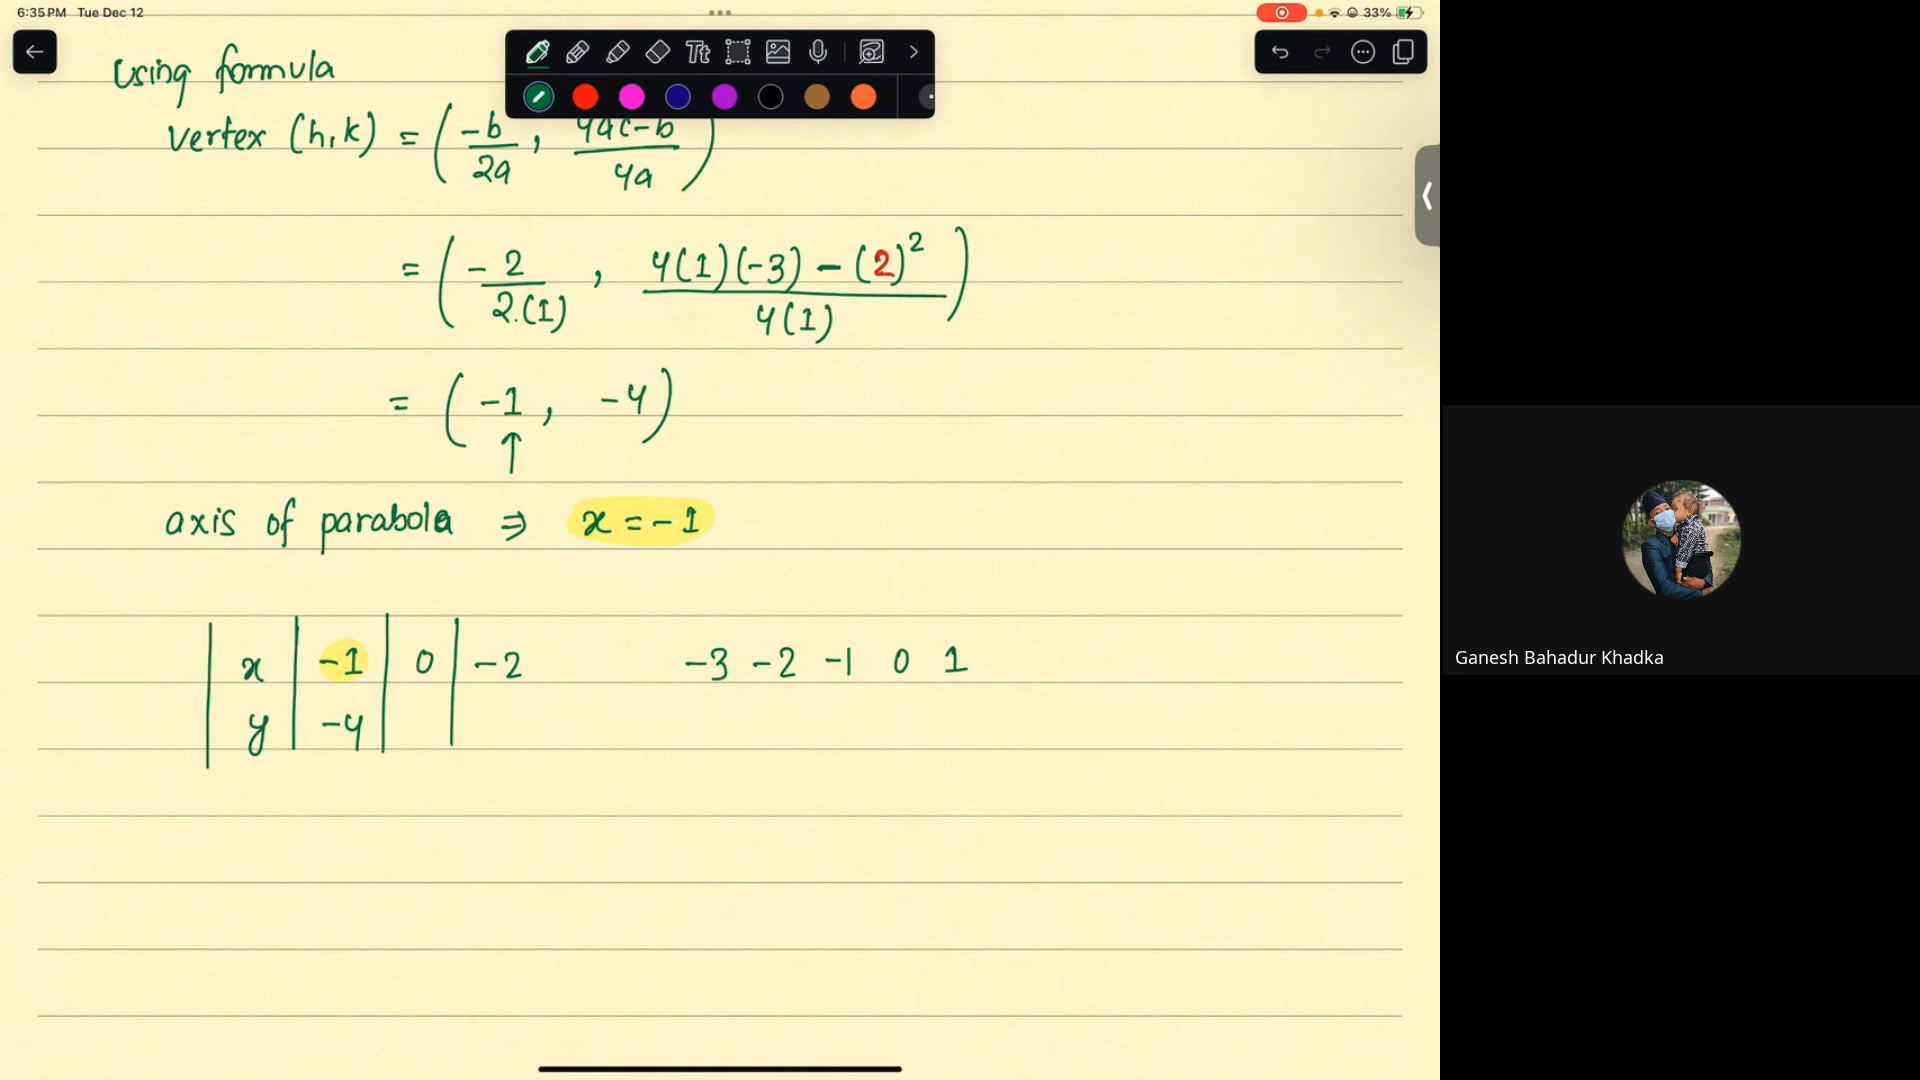 6:35 PM Tue Dec 12
33%
Tt
Using formula
Vertex (h,k) = (-b/2a, 4ac-b/4a)
= (-2/2.(1), 4(1)(-3) - (2)²/4(1))
= (-1, -4)
↑
axis of parabola ⇒ x = -1
x | -1 | 0 | -2 -3 -2 -1 0 1
y | -4 |
Ganesh Bahadur Khadka